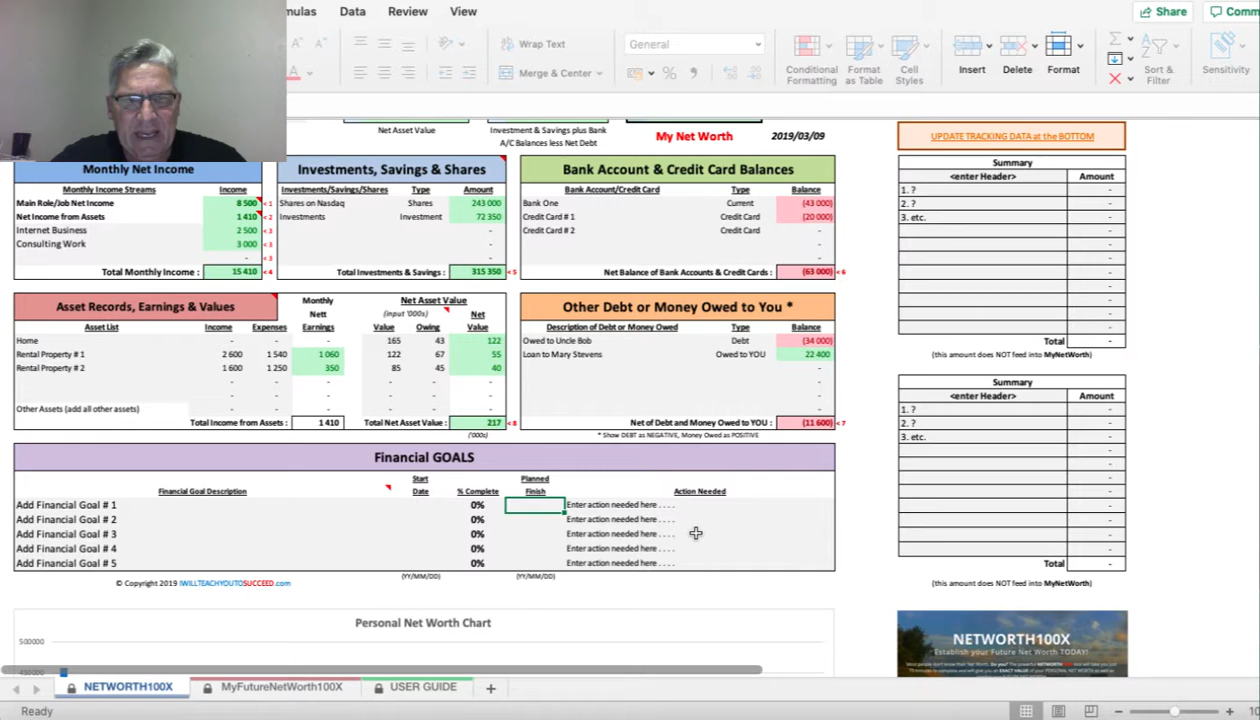 mulas Data Review View Share Comm
Wrap Text General
Merge & Center Conditional Formatting Format as Table Cell Styles Insert Delete Format Sort & Filter Sensitivity
Net Asset Value Investment & Savings plus Bank A/C Balances less Net Debt My Net Worth 2019/03/09 UPDATE TRACKING DATA at the BOTTOM
Monthly Net Income
Monthly Income Streams Income
Main Role/Job Net Income 8 500 < 1
Net Income from Assets 1 410 < 2
Internet Business 2 500 < 3
Consulting Work 3 000 < 3
- < 3
Total Monthly Income : 15 410 < 4
Investments, Savings & Shares
Investments/Savings/Shares Type Amount
Shares on Nasdaq Shares 243 000
Investments Investment 72 350
-
-
-
Total Investments & Savings : 315 350 < 5
Bank Account & Credit Card Balances
Bank Account/Credit Card Type Balance
Bank One Current (43 000)
Credit Card # 1 Credit Card (20 000)
Credit Card # 2 Credit Card -
-
-
Net Balance of Bank Accounts & Credit Cards : (63 000) < 6
Asset Records, Earnings & Values
Monthly Nett Earnings
Net Asset Value
(input '000s) Net
Asset List Income Expenses Value Owing Value
Home - - - 165 43 122
Rental Property # 1 2 600 1 540 1 060 122 67 55
Rental Property # 2 1 600 1 250 350 85 45 40
- - - - - -
- - - - - -
Other Assets (add all other assets) - - - - - -
Total Income from Assets : 1 410 Total Net Asset Value : 217 < 8
('000s)
Other Debt or Money Owed to You *
Description of Debt or Money Owed Type Balance
Owed to Uncle Bob Debt (34 000)
Loan to Mary Stevens Owed to YOU 22 400
-
-
-
-
Net of Debt and Money Owed to YOU : (11 600) < 7
* Show DEBT as NEGATIVE, Money Owed as POSITIVE
Financial GOALS
Financial Goal Description Start Date % Complete Planned Finish Action Needed
Add Financial Goal # 1 0% Enter action needed here . . . .
Add Financial Goal # 2 0% Enter action needed here . . . .
Add Financial Goal # 3 0% Enter action needed here . . . .
Add Financial Goal # 4 0% Enter action needed here . . . .
Add Financial Goal # 5 0% Enter action needed here . . . .
© Copyright 2019 IWILLTEACHYOUTOSUCCEED.com (YY/MM/DD) (YY/MM/DD)
Personal Net Worth Chart
500000
Summary
<enter Header> Amount
1. ? -
2. ? -
3. etc. -
Total -
(this amount does NOT feed into MyNetWorth)
Summary
<enter Header> Amount
1. ? -
2. ? -
3. etc. -
Total -
(this amount does NOT feed into MyNetWorth)
NETWORTH100X
Establish your Future Net Worth TODAY!
NETWORTH100X MyFutureNetWorth100X USER GUIDE +
Ready 10